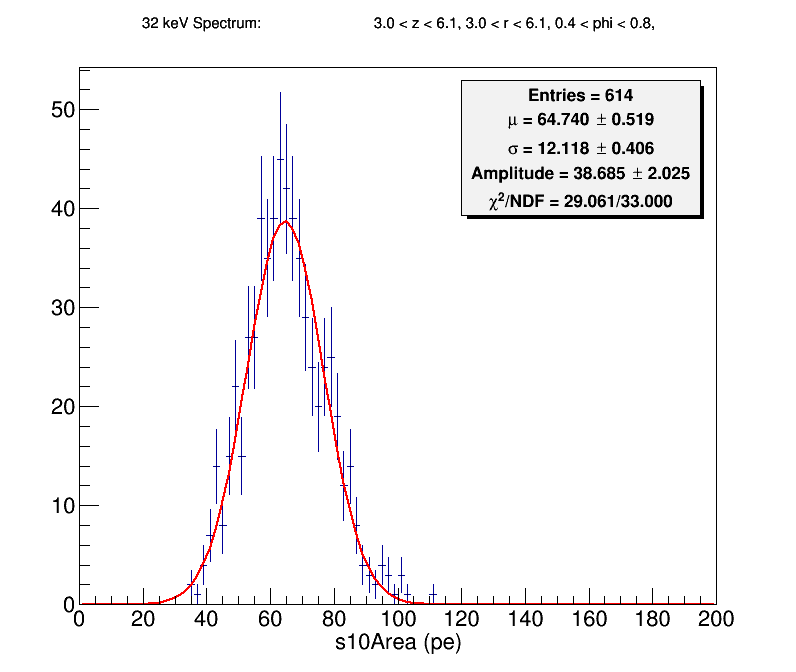 32 keV Spectrum: 3.0 < z < 6.1, 3.0 < r < 6.1, 0.4 < phi < 0.8,
Entries = 614
μ = 64.740 ± 0.519
σ = 12.118 ± 0.406
Amplitude = 38.685 ± 2.025
χ²/NDF = 29.061/33.000
50
40
30
20
10
0
0 20 40 60 80 100 120 140 160 180 200
s10Area (pe)